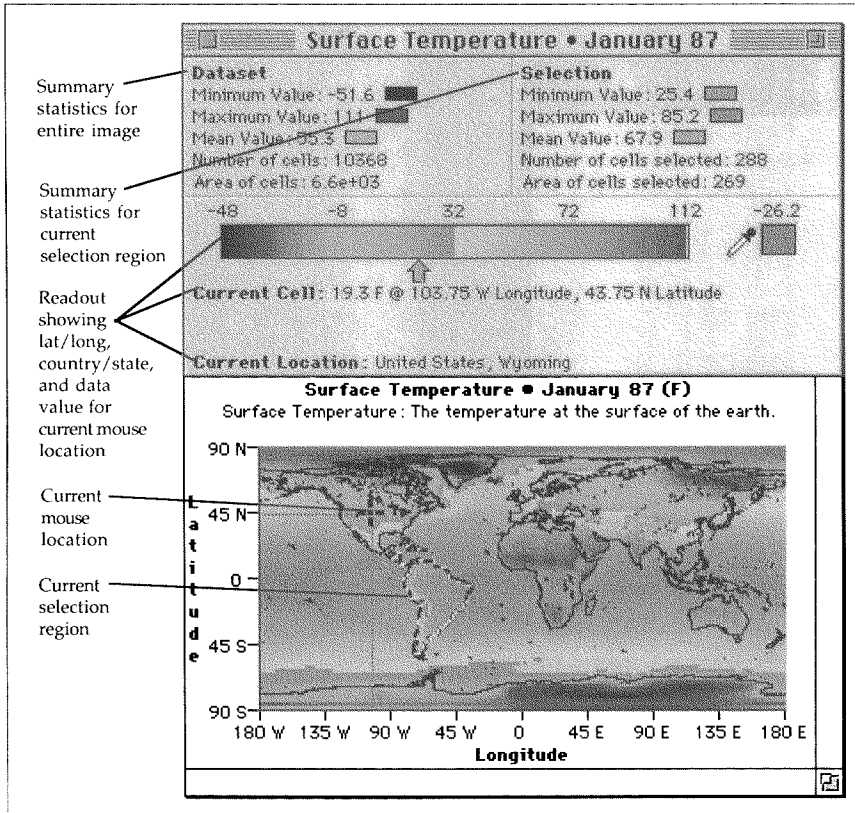 Surface Temperature • January 87
Summary
statistics for
entire image
Summary
statistics for
current
selection region
Readout
showing
lat/long,
country/state,
and data
value for
current mouse
location
Current
mouse
location
Current
selection
region
Dataset
Minimum Value: -51.6
Maximum Value: 111
Mean Value: 55.3
Number of cells: 10368
Area of cells: 6.6e+03
Selection
Minimum Value: 25.4
Maximum Value: 85.2
Mean Value: 67.9
Number of cells selected: 288
Area of cells selected: 269
-48 -8 32 72 112 -26.2
Current Cell: 19.3 F @ 103.75 W Longitude, 43.75 N Latitude
Current Location: United States, Wyoming
Surface Temperature • January 87 (F)
Surface Temperature: The temperature at the surface of the earth.
Latitude
90 N
45 N
0
45 S
90 S
180 W 135 W 90 W 45 W 0 45 E 90 E 135 E 180 E
Longitude